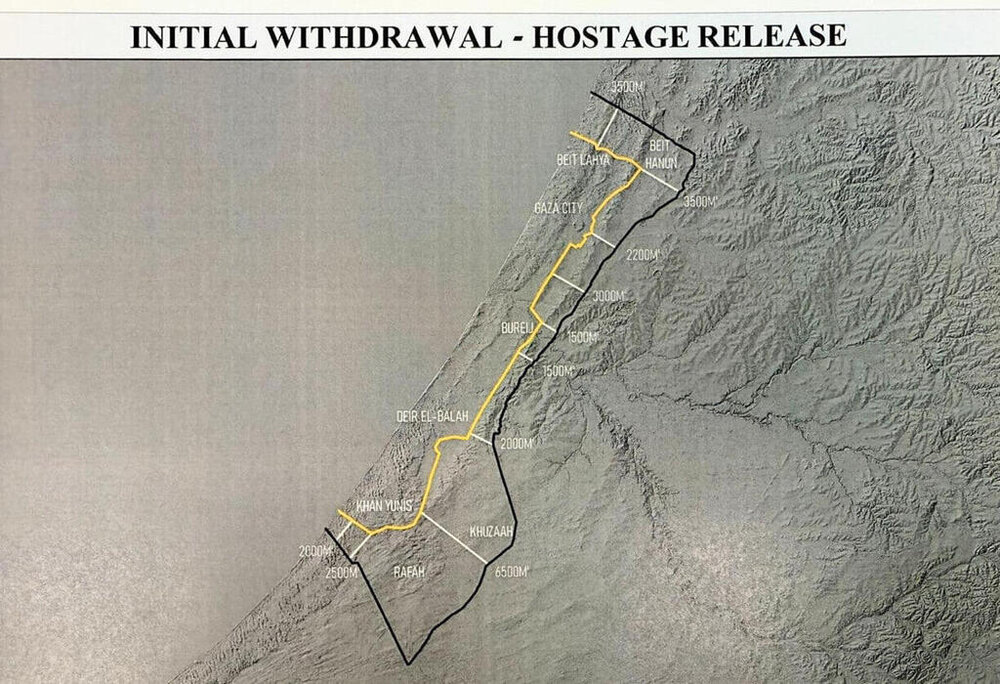 INITIAL WITHDRAWAL - HOSTAGE RELEASE
3500M'
BEIT LAHYA
BEIT
HANUN
3500M'
GAZA CITY
2200M'
3000M'
BUREIJ
1500M'
1500M'
DEIR EL-BALAH
2000M'
KHAN YUNIS
KHUZAAH
2000M'
2500M'
RAFAH
6500M'